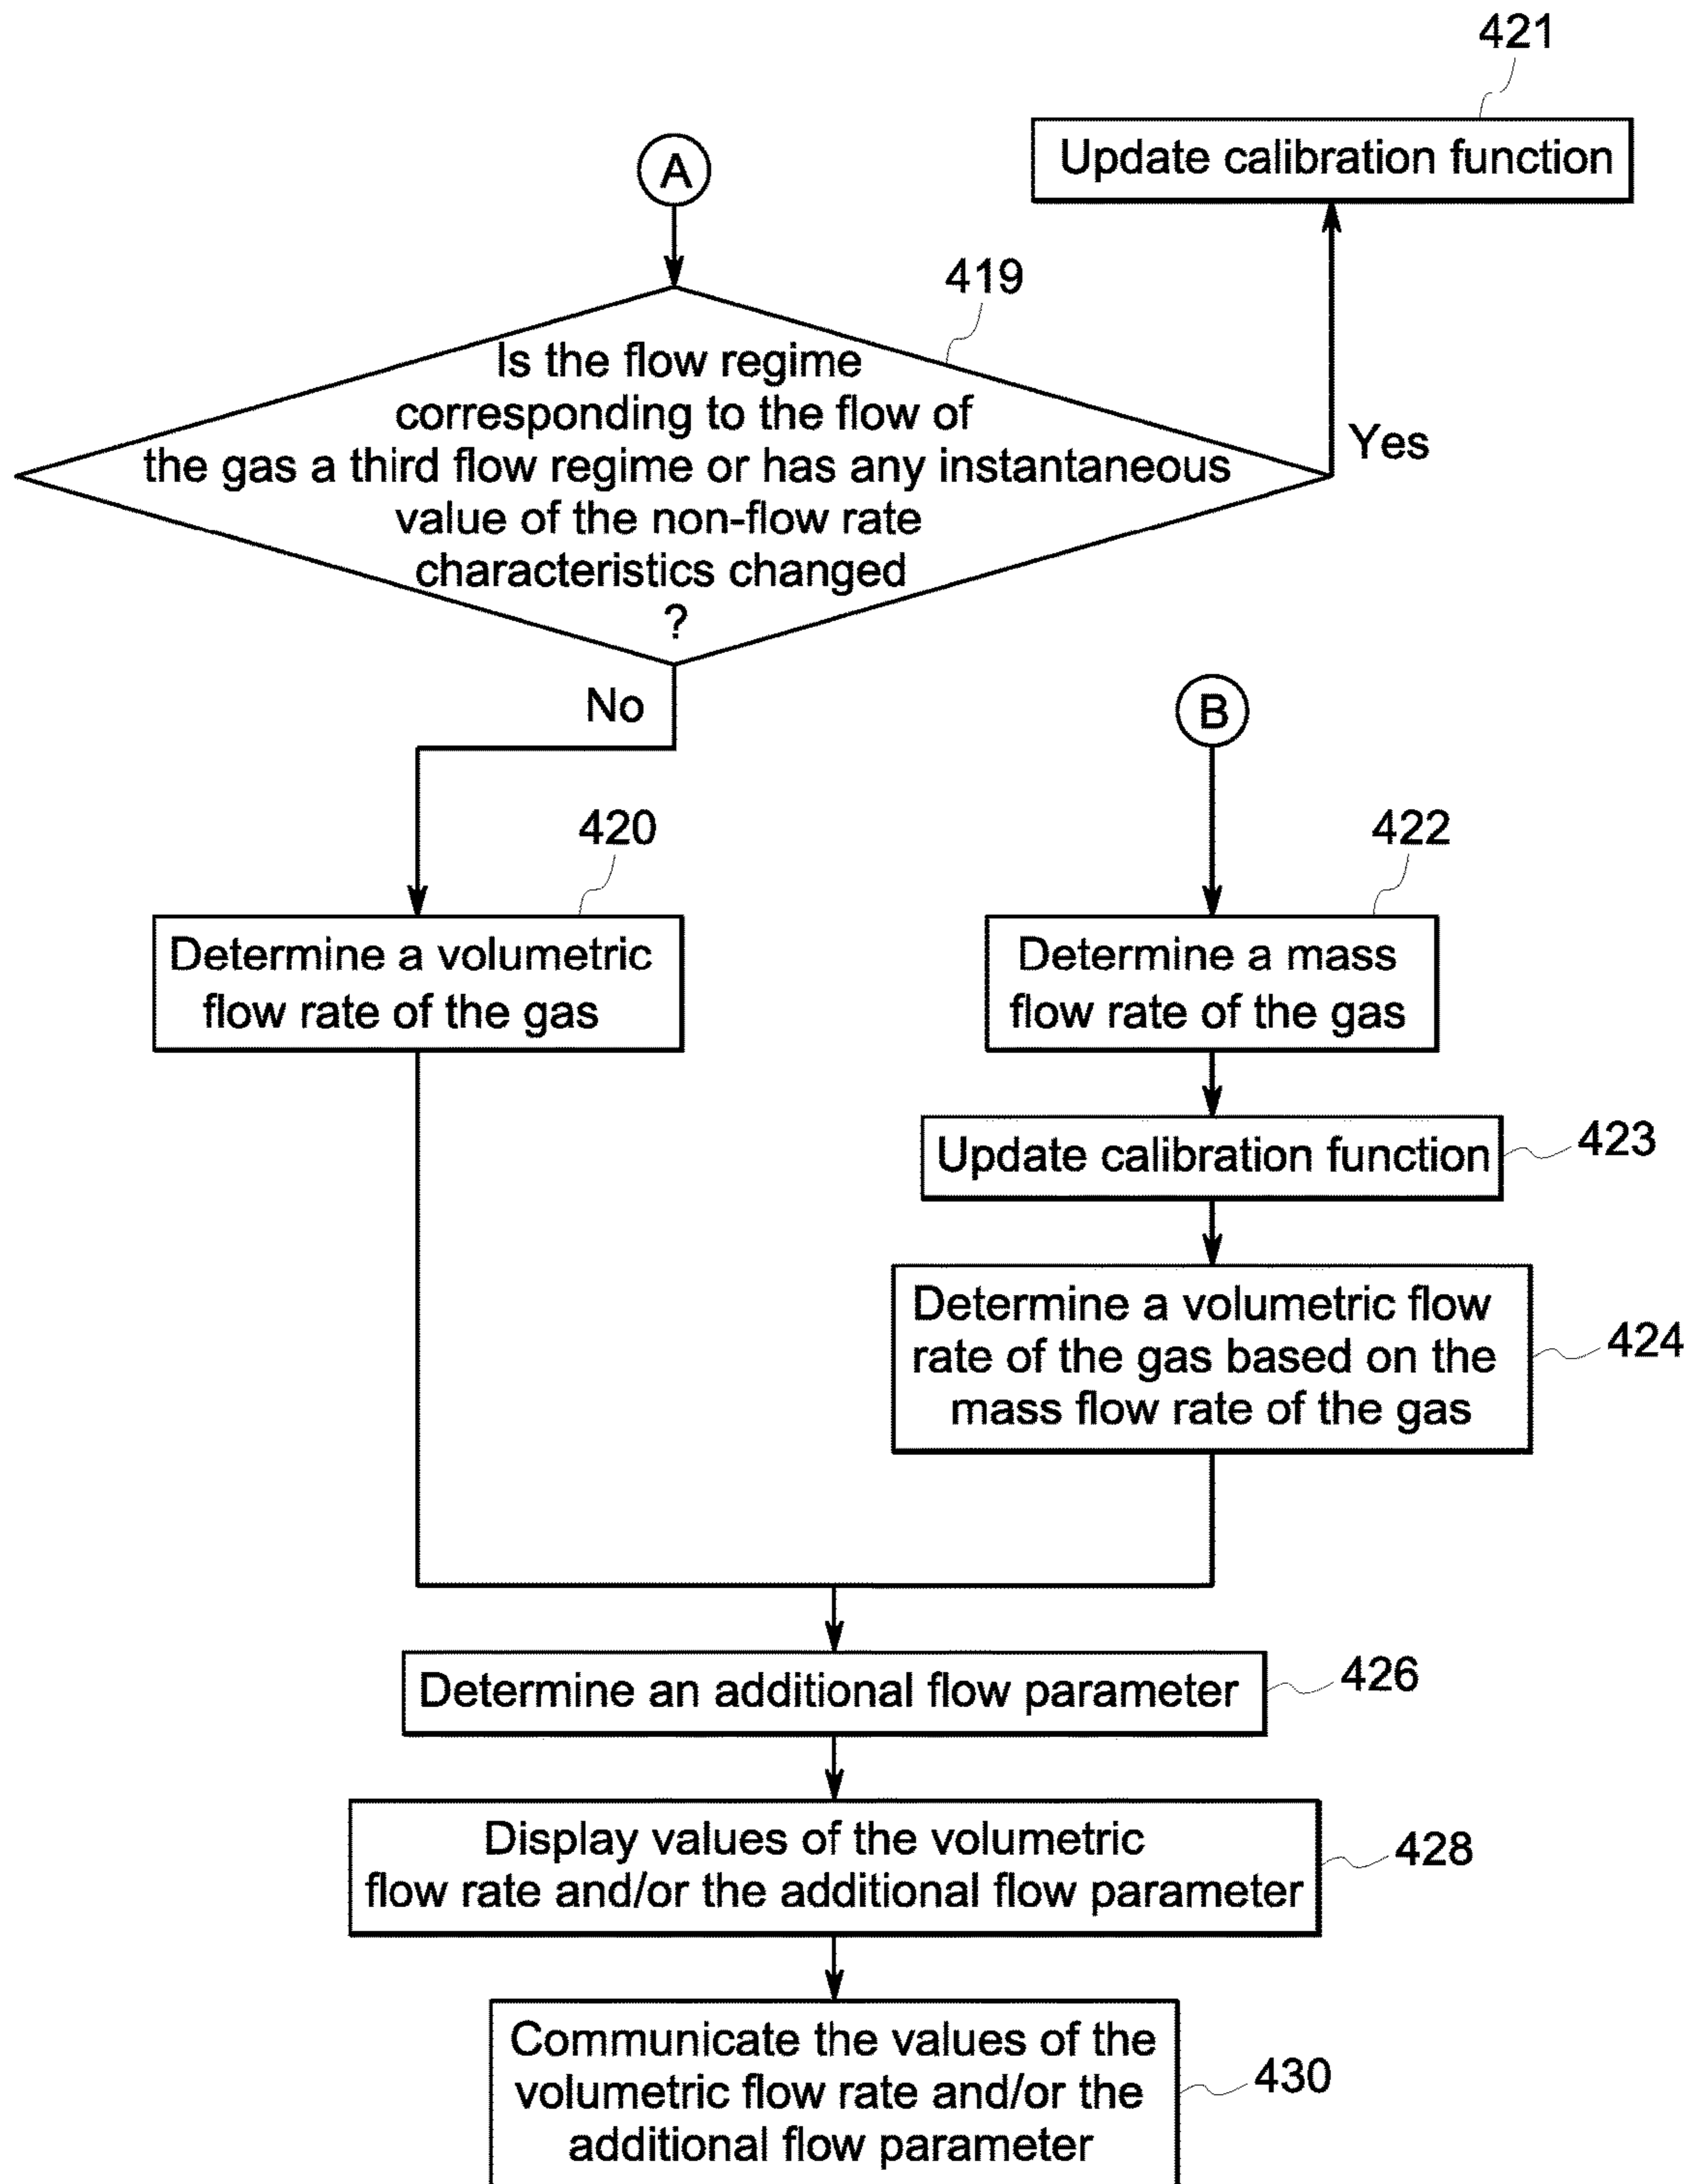 421
Update calibration function
A
419
Is the flow regime
corresponding to the flow of
the gas a third flow regime or has any instantaneous
value of the non-flow rate
characteristics changed
?
Yes
No
B
420
Determine a volumetric
flow rate of the gas
422
Determine a mass
flow rate of the gas
Update calibration function
423
Determine a volumetric flow
rate of the gas based on the
mass flow rate of the gas
424
Determine an additional flow parameter
426
Display values of the volumetric
flow rate and/or the additional flow parameter
428
Communicate the values of the
volumetric flow rate and/or the
additional flow parameter
430